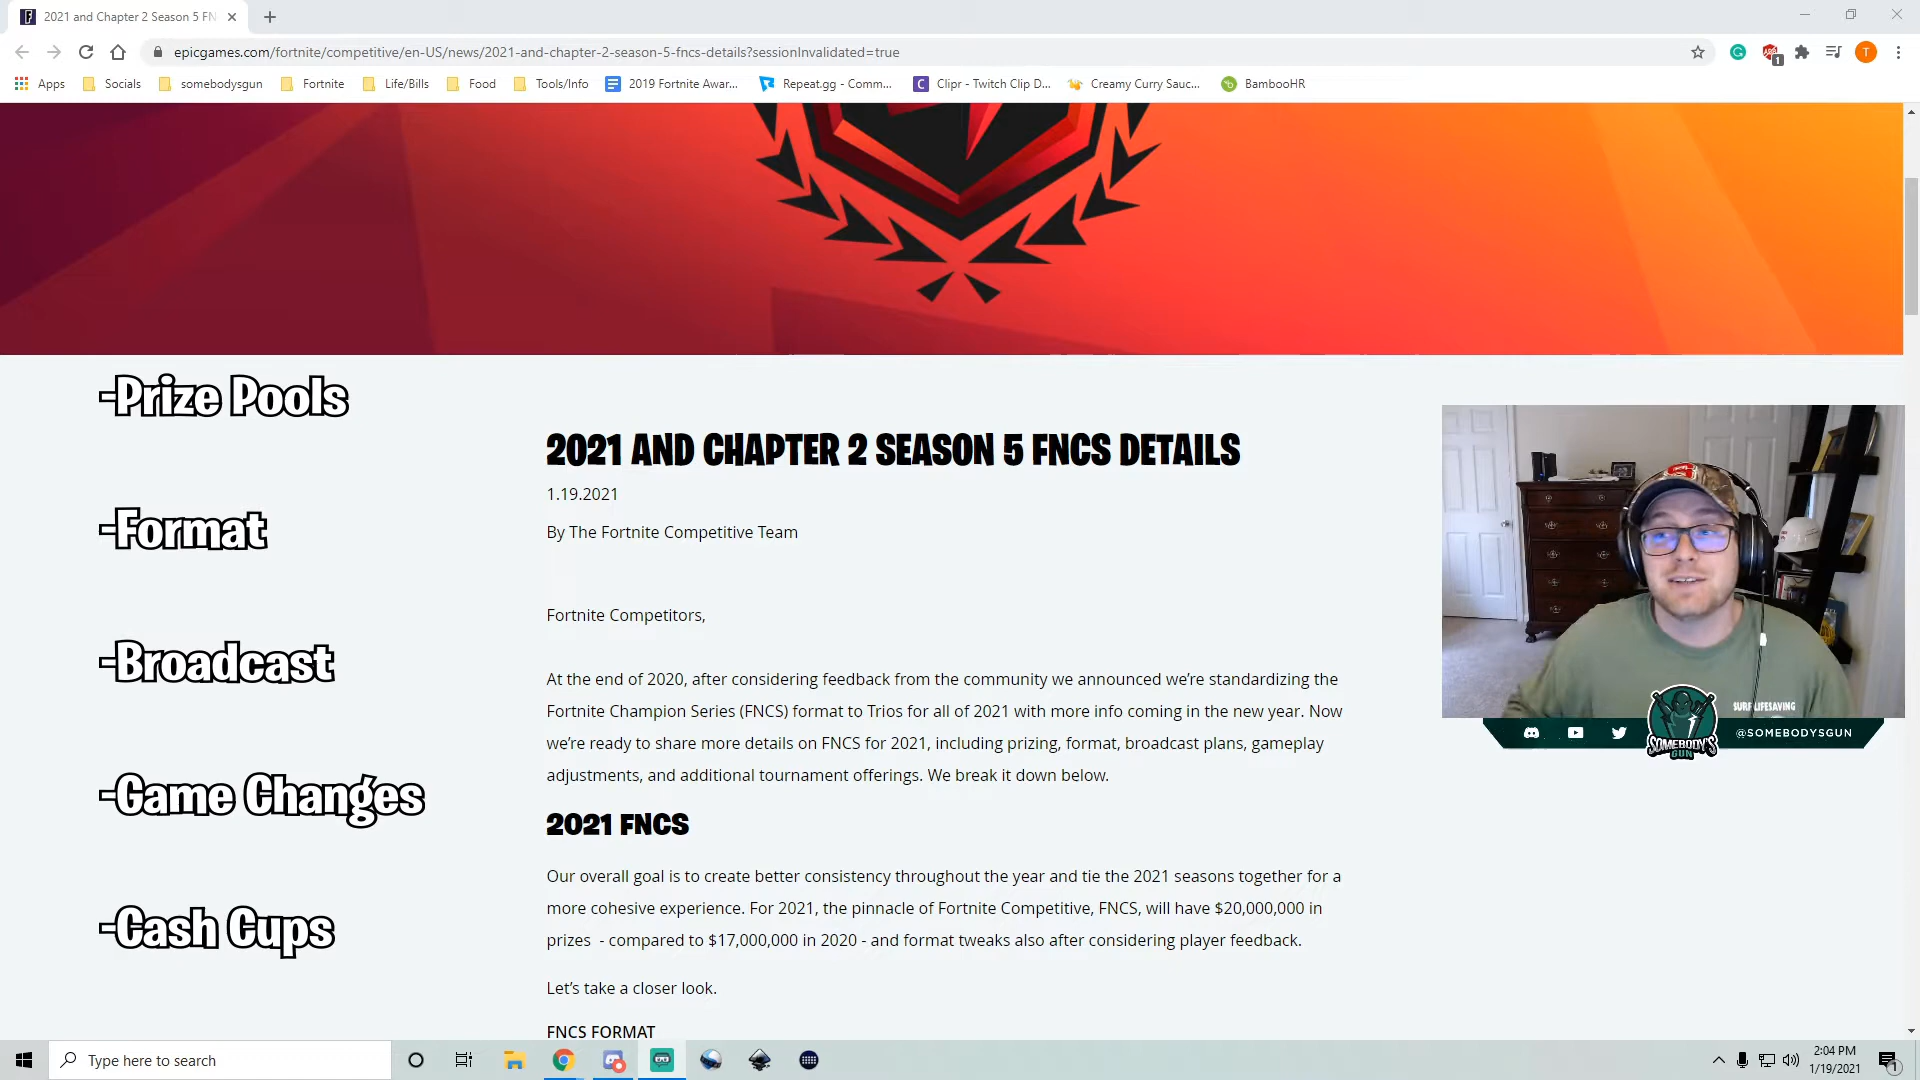 2021 and Chapter 2 Season 5 FN
epicgames.com/fortnite/competitive/en-US/news/2021-and-chapter-2-season-5-fncs-details?sessionInvalidated=true
Apps Socials somebodysgun Fortnite Life/Bills Food Tools/Info 2019 Fortnite Awar... Repeat.gg - Comm... Clipr - Twitch Clip D... Creamy Curry Sauc... BambooHR
-Prize Pools
-Format
-Broadcast
-Game Changes
-Cash Cups
2021 AND CHAPTER 2 SEASON 5 FNCS DETAILS
1.19.2021
By The Fortnite Competitive Team
Fortnite Competitors,
At the end of 2020, after considering feedback from the community we announced we're standardizing the
Fortnite Champion Series (FNCS) format to Trios for all of 2021 with more info coming in the new year. Now
we're ready to share more details on FNCS for 2021, including prizing, format, broadcast plans, gameplay
adjustments, and additional tournament offerings. We break it down below.
2021 FNCS
Our overall goal is to create better consistency throughout the year and tie the 2021 seasons together for a
more cohesive experience. For 2021, the pinnacle of Fortnite Competitive, FNCS, will have $20,000,000 in
prizes - compared to $17,000,000 in 2020 - and format tweaks also after considering player feedback.
Let's take a closer look.
FNCS FORMAT
SURF LIFESAVING
SOMEBODY'S
GUN
@SOMEBODYSGUN
Type here to search
2:04 PM
1/19/2021
1
1
T
C